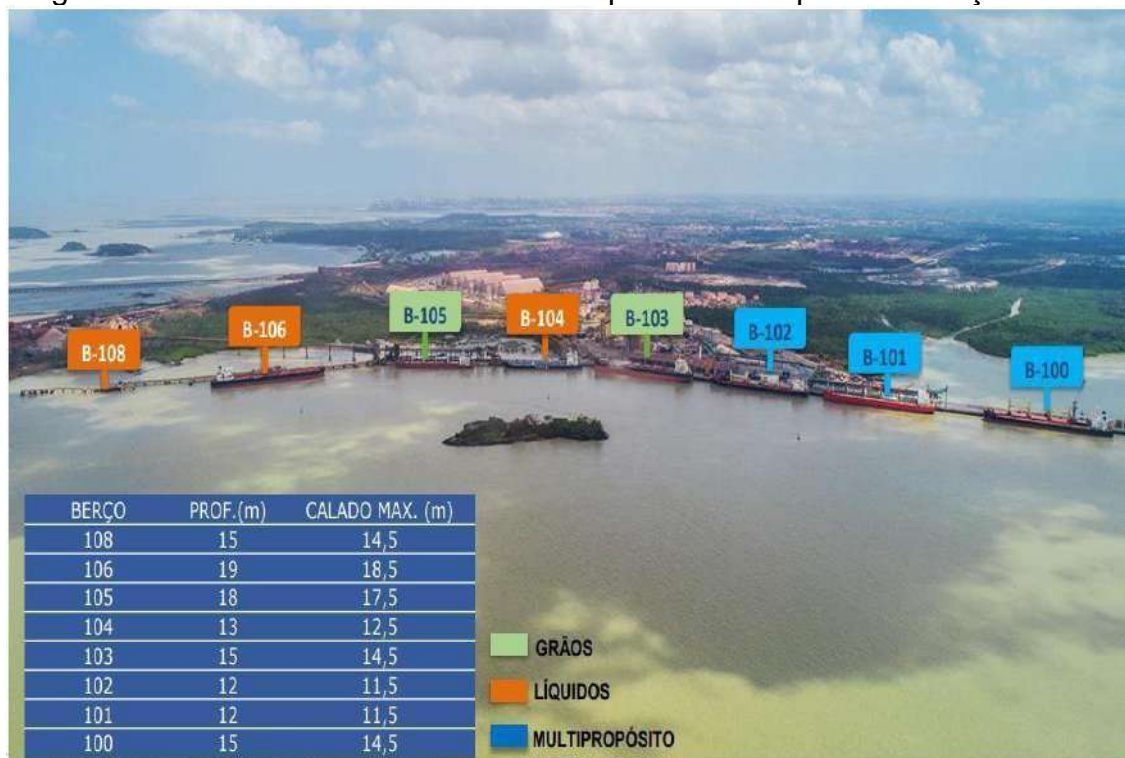 B-108
B-106
B-105
B-104
B-103
B-102
B-101
B-100
BERÇO PROF.(m) CALADO MAX. (m)
108 15 14,5
106 19 18,5
105 18 17,5
104 13 12,5
103 15 14,5
102 12 11,5
101 12 11,5
100 15 14,5
GRÃOS
LÍQUIDOS
MULTIPROPÓSITO